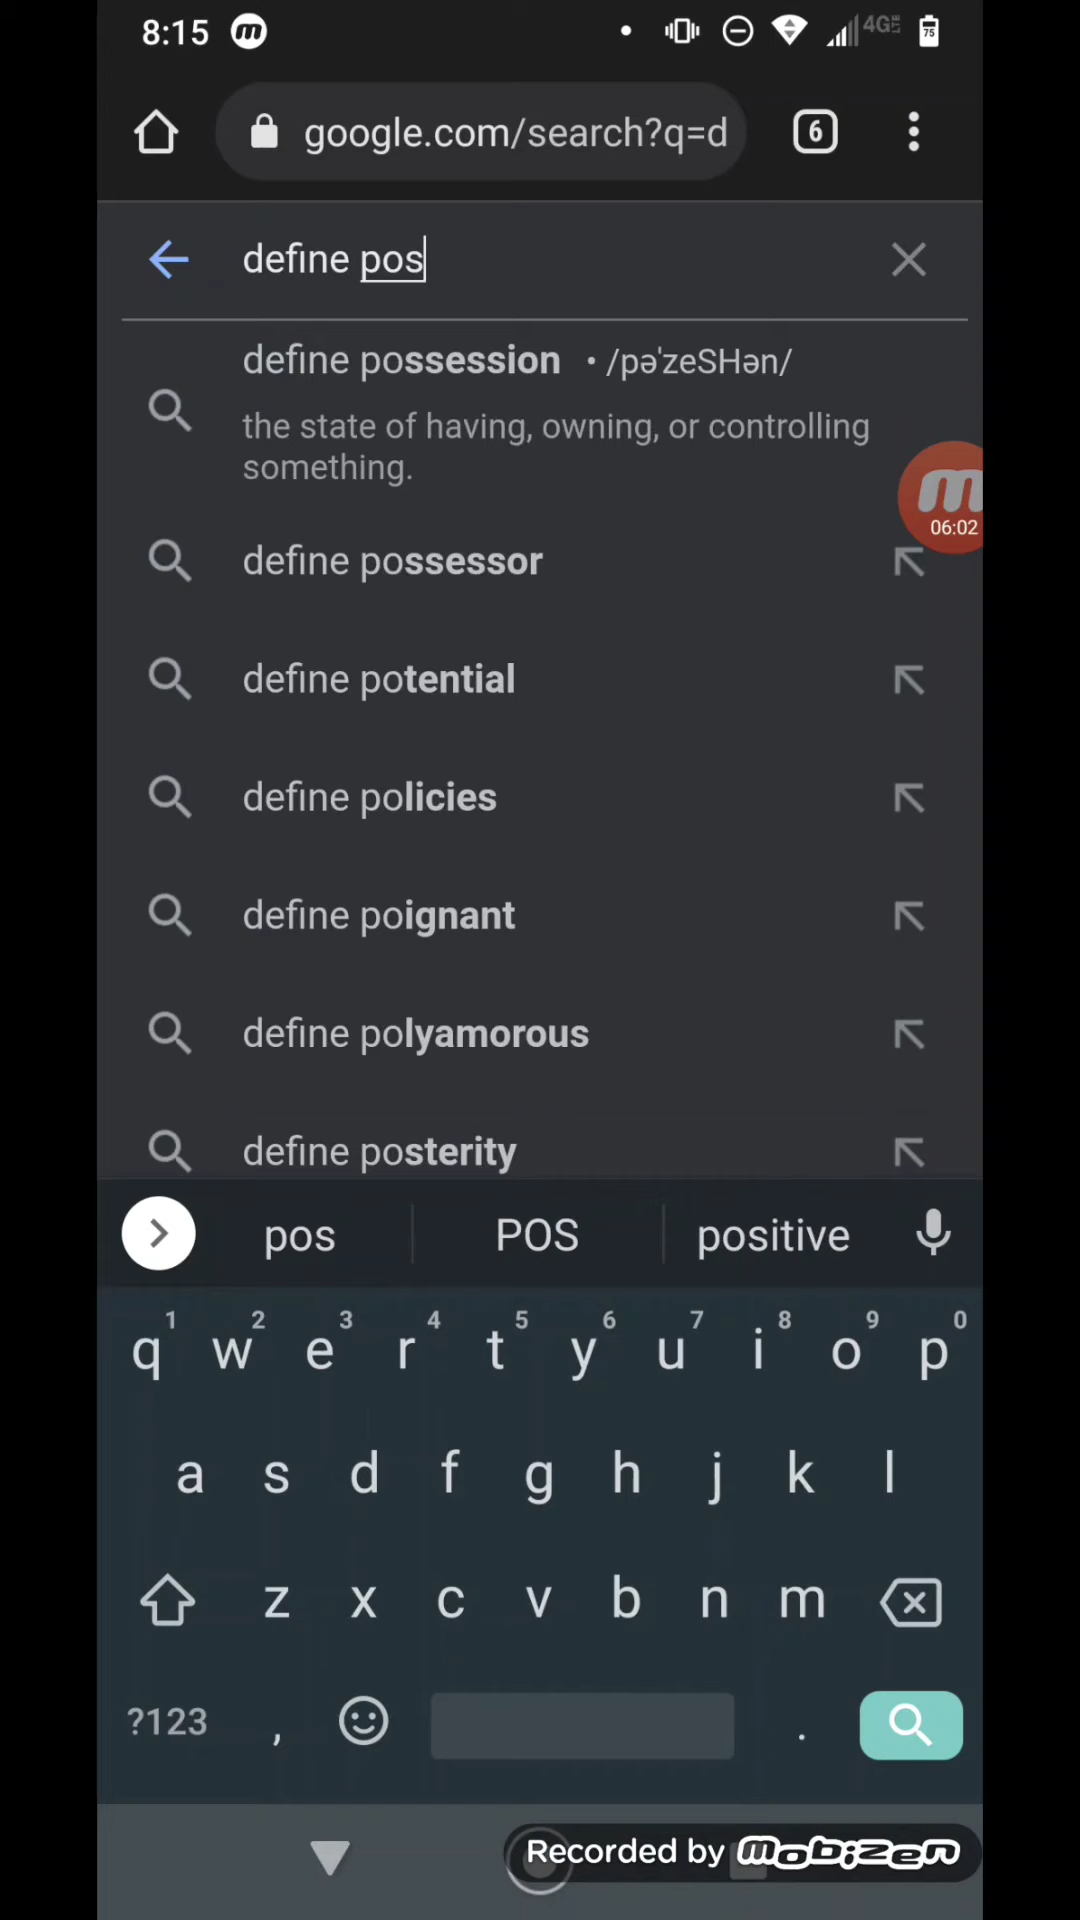 8:15 m 4GE 75
google.com/search?q=d 6
define pos
define possession • /pəˈzeSHən/
the state of having, owning, or controlling
something.
m
06:02
define possessor
define potential
define policies
define poignant
define polyamorous
define posterity
pos POS positive
1 2 3 4 5 6 7 8 9 0
q w e r t y u i o p
a s d f g h j k l
z x c v b n m
?123 , .
Recorded by mobizen